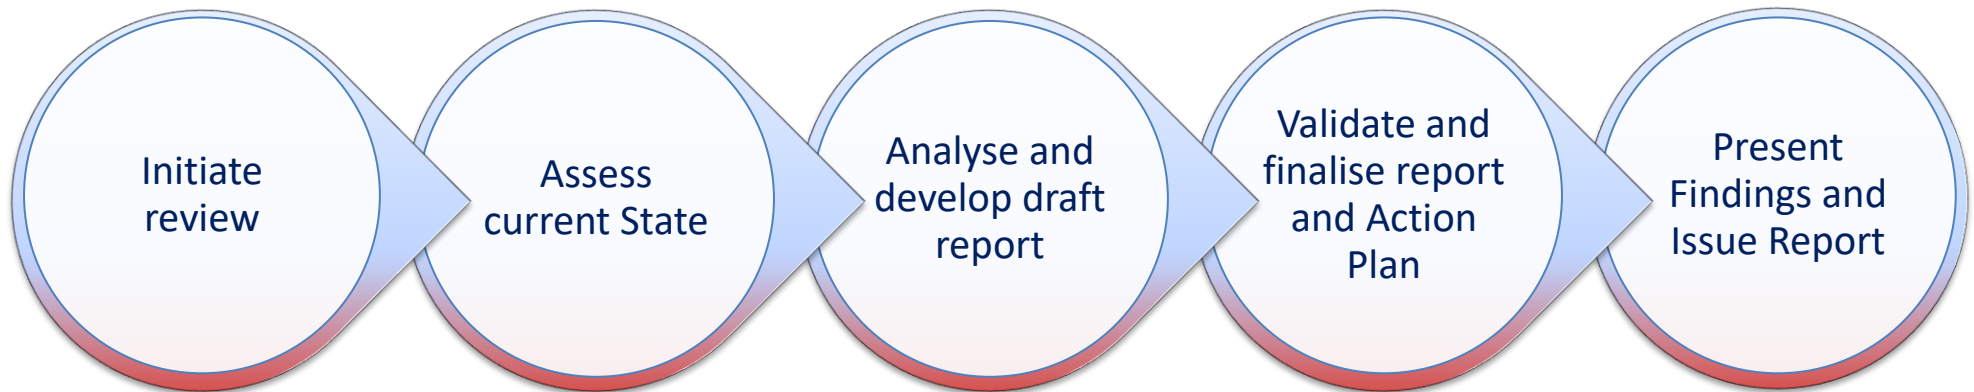 Initiate
review
Assess
current State
Analyse and
develop draft
report
Validate and
finalise report
and Action
Plan
Present
Findings and
Issue Report